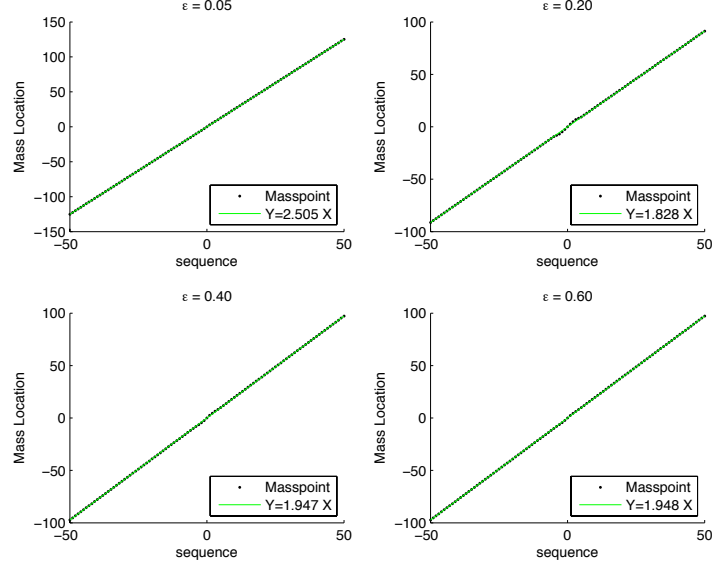 ε = 0.05
150
100
50
0
−50
−100
−150
Mass Location
Masspoint
Y=2.505 X
−50
0
50
sequence
ε = 0.20
100
50
0
−50
−100
Mass Location
Masspoint
Y=1.828 X
−50
0
50
sequence
ε = 0.40
100
50
0
−50
−100
Mass Location
Masspoint
Y=1.947 X
−50
0
50
sequence
ε = 0.60
100
50
0
−50
−100
Mass Location
Masspoint
Y=1.948 X
−50
0
50
sequence